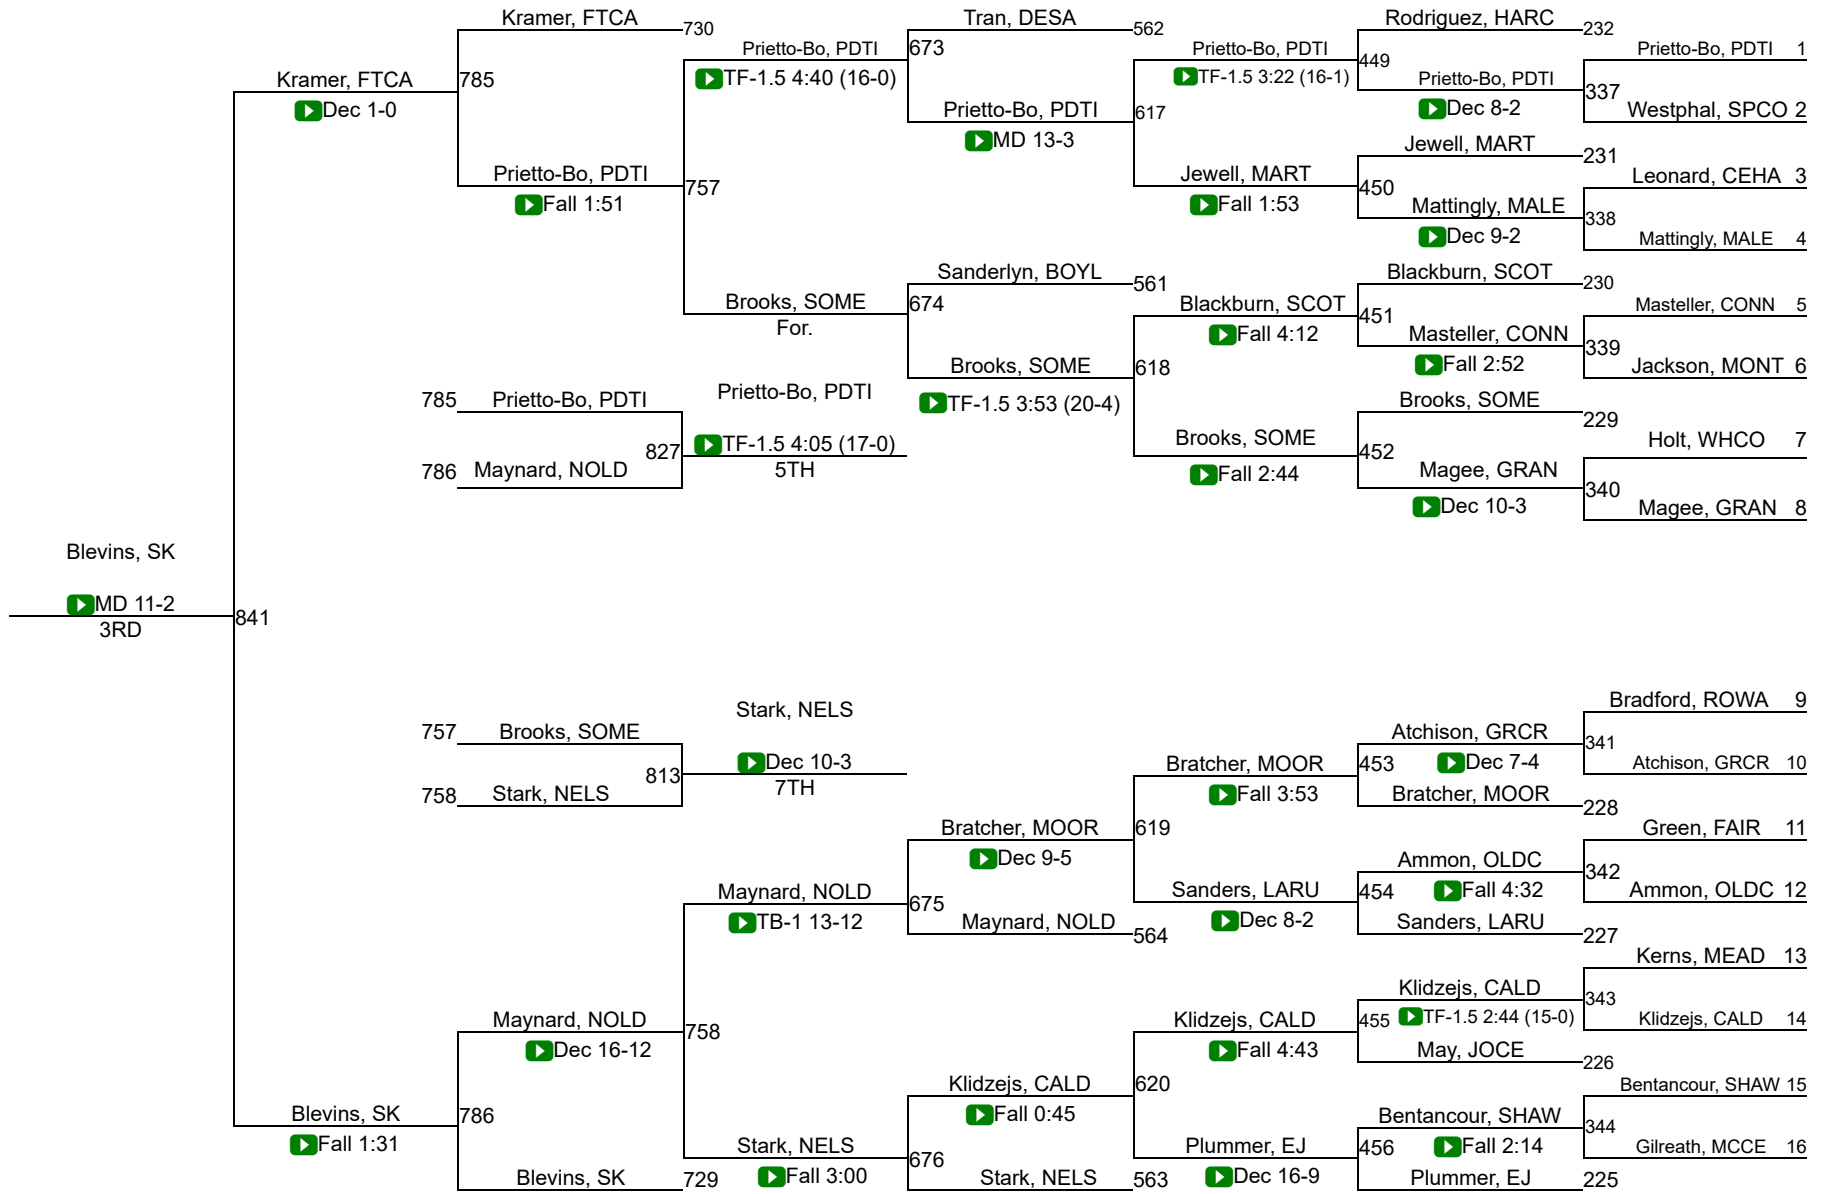 Kramer, FTCA
730
Tran, DESA
562
Rodriguez, HARC
232
Prietto-Bo, PDTI
673
Prietto-Bo, PDTI
449
Prietto-Bo, PDTI 1
Kramer, FTCA
785
TF-1.5 4:40 (16-0)
TF-1.5 3:22 (16-1)
Prietto-Bo, PDTI
337
Dec 1-0
Prietto-Bo, PDTI
617
Dec 8-2
Westphal, SPCO 2
MD 13-3
Jewell, MART
231
Prietto-Bo, PDTI
757
Jewell, MART
450
Leonard, CEHA 3
Fall 1:51
Fall 1:53
Mattingly, MALE
338
Dec 9-2
Mattingly, MALE 4
Sanderlyn, BOYL
561
Blackburn, SCOT
230
Brooks, SOME
674
Blackburn, SCOT
451
Masteller, CONN 5
For.
Fall 4:12
Masteller, CONN
339
Brooks, SOME
618
Fall 2:52
Jackson, MONT 6
785
Prietto-Bo, PDTI
Prietto-Bo, PDTI
TF-1.5 3:53 (20-4)
Brooks, SOME
229
827
TF-1.5 4:05 (17-0)
Brooks, SOME
452
Holt, WHCO 7
786
Maynard, NOLD
5TH
Fall 2:44
Magee, GRAN
340
Dec 10-3
Magee, GRAN 8
Blevins, SK
MD 11-2
841
3RD
Stark, NELS
Bradford, ROWA 9
757
Brooks, SOME
Atchison, GRCR
341
813
Dec 10-3
Bratcher, MOOR
453
Dec 7-4
Atchison, GRCR 10
758
Stark, NELS
7TH
Fall 3:53
Bratcher, MOOR
228
Bratcher, MOOR
619
Green, FAIR 11
Dec 9-5
Ammon, OLDC
342
Maynard, NOLD
675
Sanders, LARU
454
Fall 4:32
Ammon, OLDC 12
TB-1 13-12
Maynard, NOLD
564
Dec 8-2
Sanders, LARU
227
Kerns, MEAD 13
Klidzejs, CALD
343
Maynard, NOLD
758
Klidzejs, CALD
455
TF-1.5 2:44 (15-0)
Klidzejs, CALD 14
Dec 16-12
Fall 4:43
May, JOCE
226
Klidzejs, CALD
620
Bentancour, SHAW 15
Blevins, SK
786
Fall 0:45
Bentancour, SHAW
344
Fall 1:31
Stark, NELS
676
Plummer, EJ
456
Fall 2:14
Gilreath, MCCE 16
Blevins, SK
729
Fall 3:00
Stark, NELS
563
Dec 16-9
Plummer, EJ
225